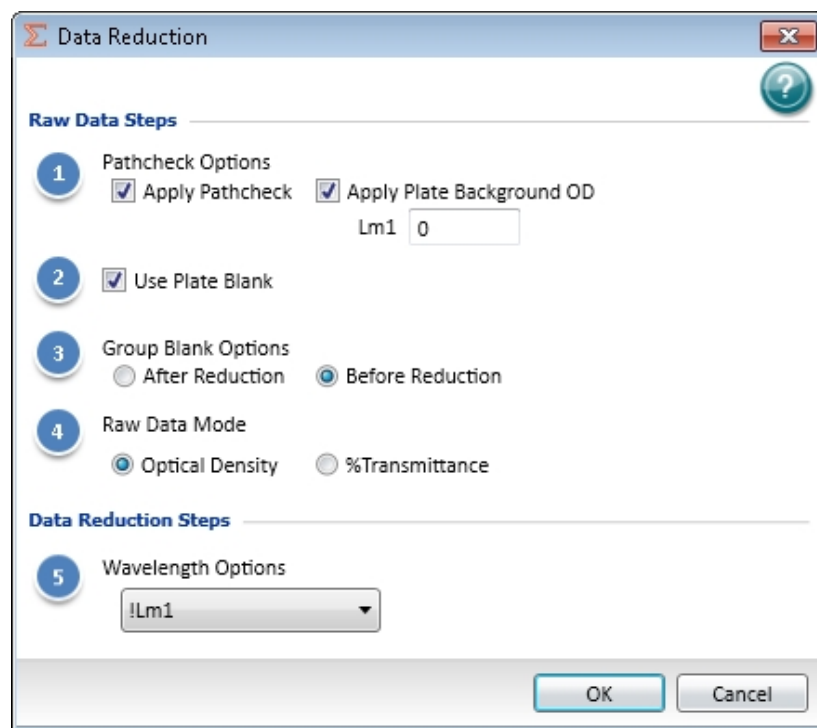 Data Reduction
?
Raw Data Steps
1 Pathcheck Options
Apply Pathcheck Apply Plate Background OD
Lm1 0
2 Use Plate Blank
3 Group Blank Options
After Reduction Before Reduction
4 Raw Data Mode
Optical Density %Transmittance
Data Reduction Steps
5 Wavelength Options
!Lm1
OK Cancel